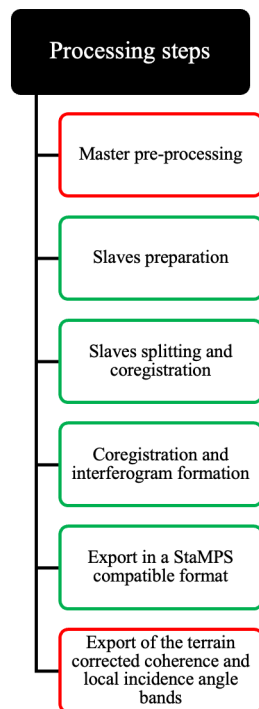 Processing steps
Master pre-processing
Slaves preparation
Slaves splitting and
coregistration
Coregistration and
interferogram formation
Export in a StaMPS
compatible format
Export of the terrain
corrected coherence and
local incidence angle
bands